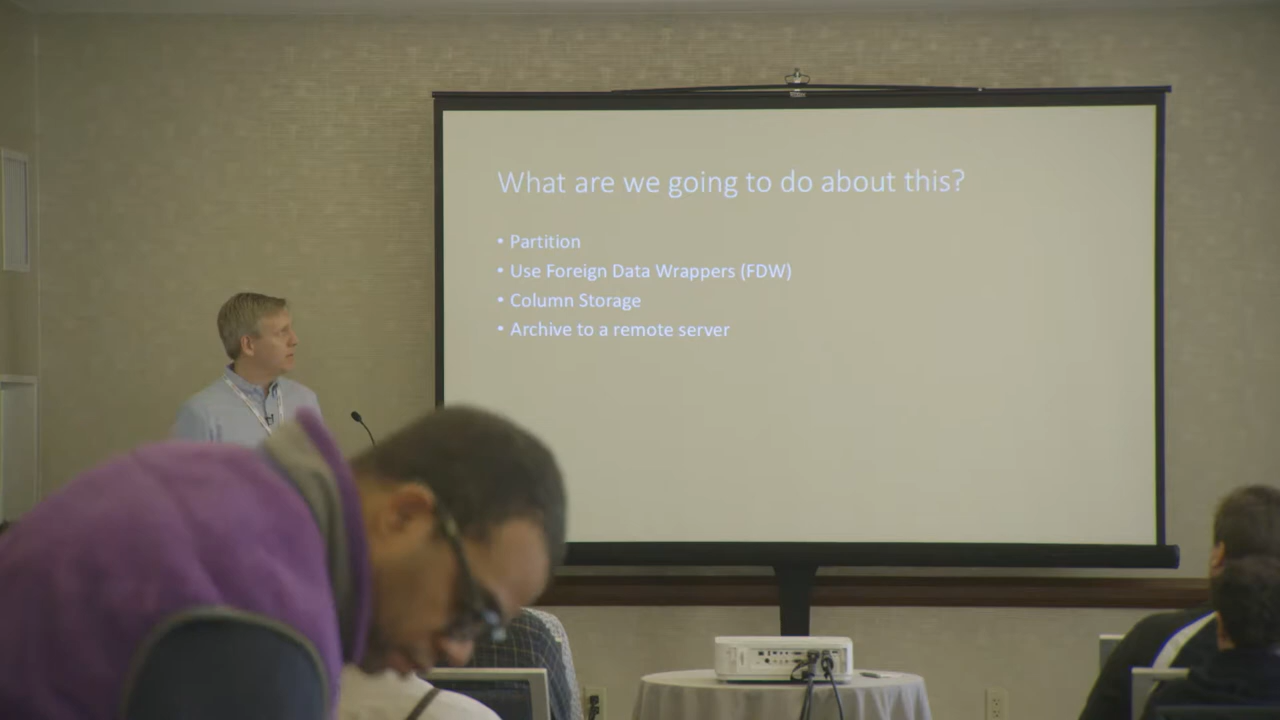 What are we going to do about this?
• Partition
• Use Foreign Data Wrappers (FDW)
• Column Storage
• Archive to a remote server